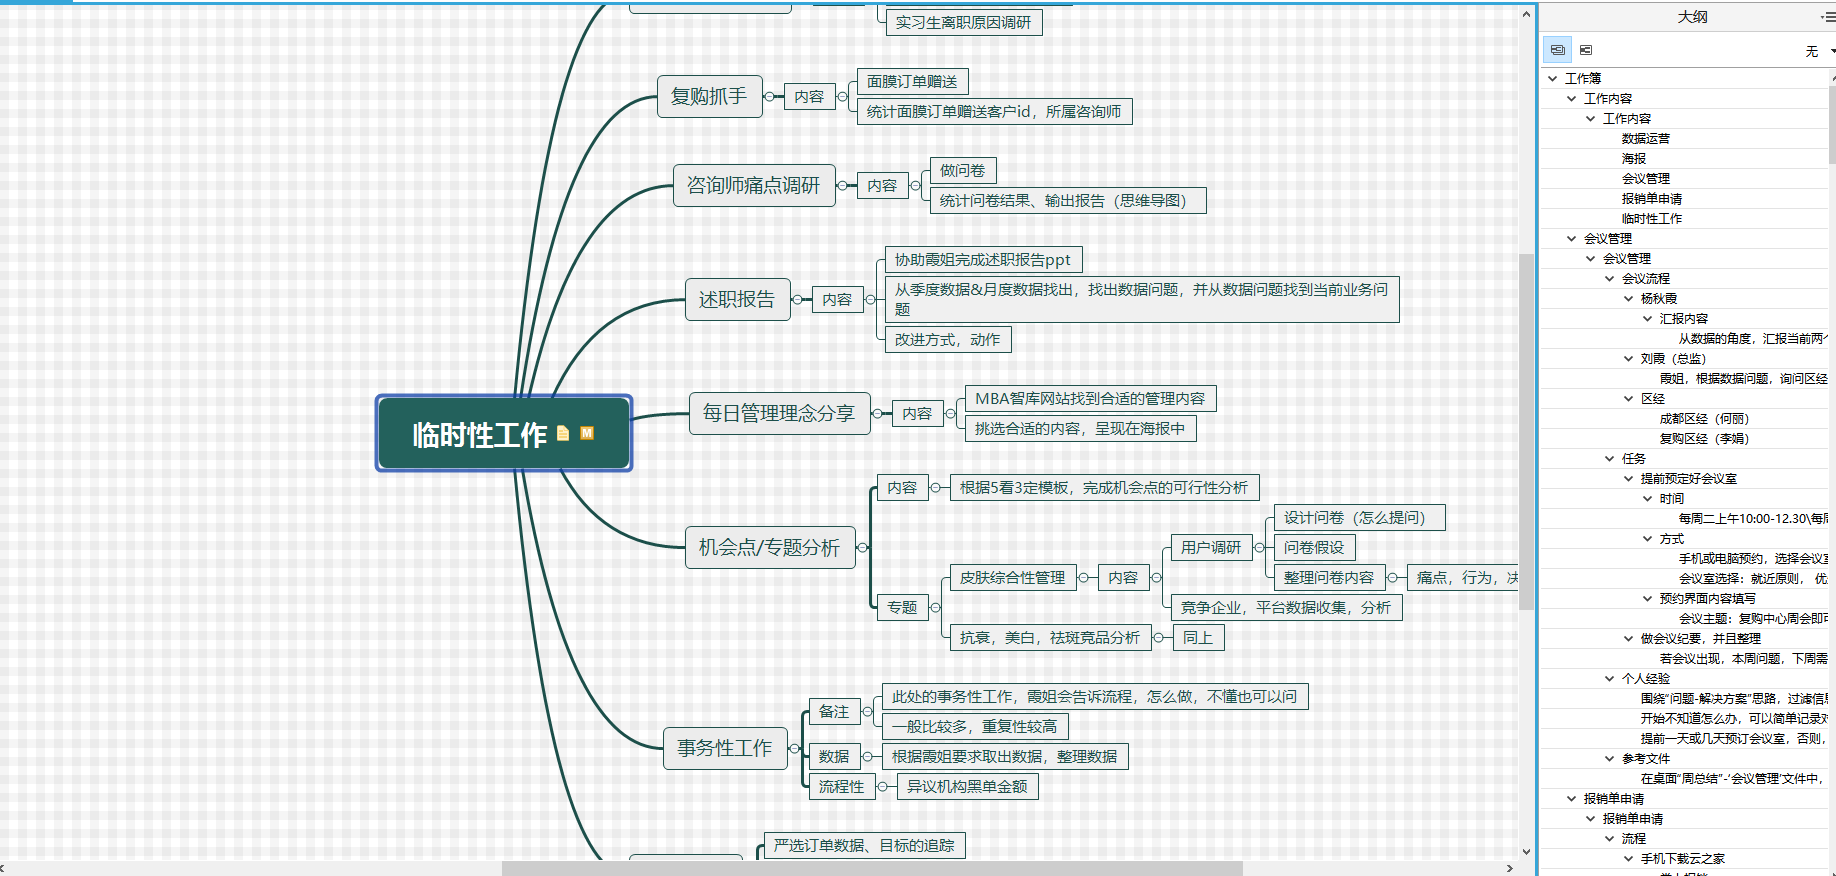 实习生离职原因调研
复购抓手
内容
面膜订单赠送
统计面膜订单赠送客户id，所属咨询师
咨询师痛点调研
内容
做问卷
统计问卷结果、输出报告（思维导图）
述职报告
内容
协助霞姐完成述职报告ppt
从季度数据&月度数据找出，找出数据问题，并从数据问题找到当前业务问
题
改进方式，动作
临时性工作
每日管理理念分享
内容
MBA智库网站找到合适的管理内容
挑选合适的内容，呈现在海报中
机会点/专题分析
内容
根据5看3定模板，完成机会点的可行性分析
专题
皮肤综合性管理
内容
用户调研
设计问卷（怎么提问）
问卷假设
整理问卷内容
痛点，行为，决
竞争企业，平台数据收集，分析
抗衰，美白，祛斑竞品分析
同上
事务性工作
备注
此处的事务性工作，霞姐会告诉流程，怎么做，不懂也可以问
一般比较多，重复性较高
数据
根据霞姐要求取出数据，整理数据
流程性
异议机构黑单金额
严选订单数据、目标的追踪
大纲
无
工作簿
工作内容
工作内容
数据运营
海报
会议管理
报销单申请
临时性工作
会议管理
会议管理
会议流程
杨秋霞
汇报内容
从数据的角度，汇报当前两个
刘霞（总监）
霞姐，根据数据问题，询问区经
区经
成都区经（何丽）
复购区经（李娟）
任务
提前预定好会议室
时间
每周二上午10:00-12.30\每周
方式
手机或电脑预约，选择会议室
会议室选择：就近原则， 优
预约界面内容填写
会议主题：复购中心周会即可
做会议纪要，并且整理
若会议出现，本周问题，下周需
个人经验
围绕“问题-解决方案”思路，过滤信息
开始不知道怎么办，可以简单记录对
提前一天或几天预订会议室，否则，
参考文件
在桌面“周总结”-‘会议管理’文件中，
报销单申请
报销单申请
流程
手机下载云之家